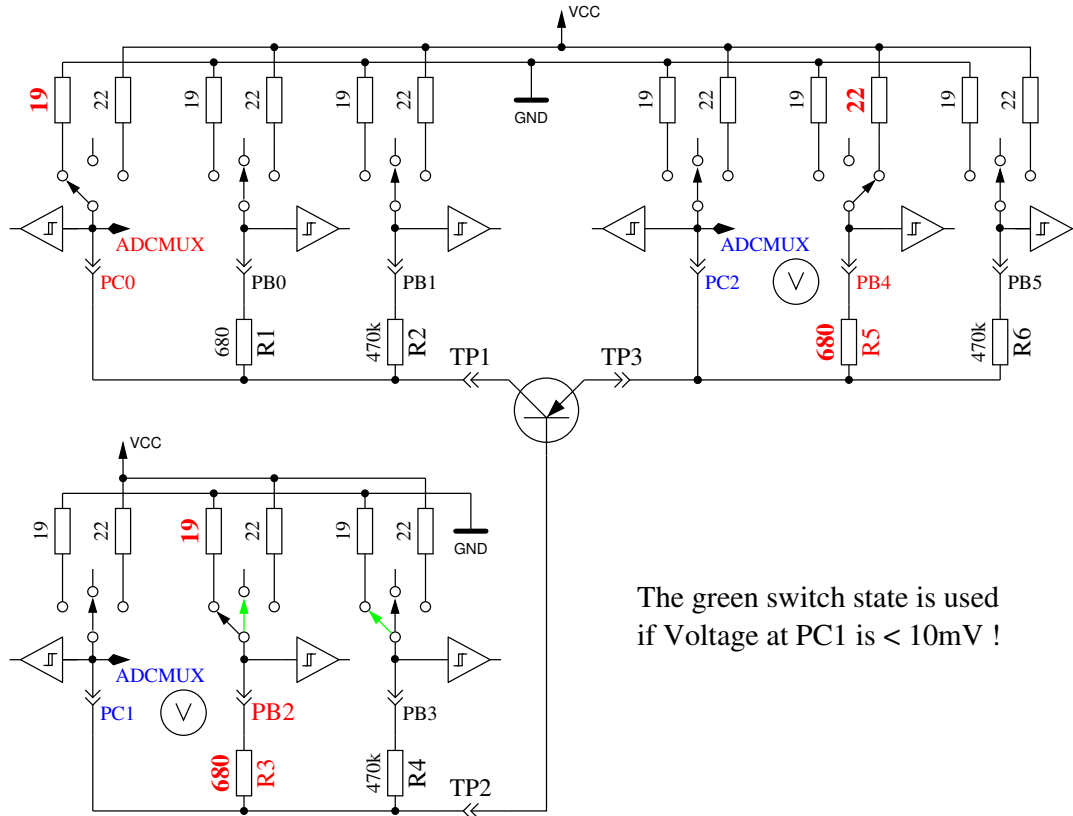 VCC
19
22
19
22
19
22
19
22
19
22
19
22
GND
ADCMUX
ADCMUX
PC0
PB0
PB1
PC2
V
PB4
PB5
680
R1
470k
R2
680
R5
470k
R6
TP1
TP3
VCC
19
22
19
22
19
22
GND
The green switch state is used
if Voltage at PC1 is < 10mV !
ADCMUX
PC1
V
PB2
PB3
680
R3
470k
R4
TP2